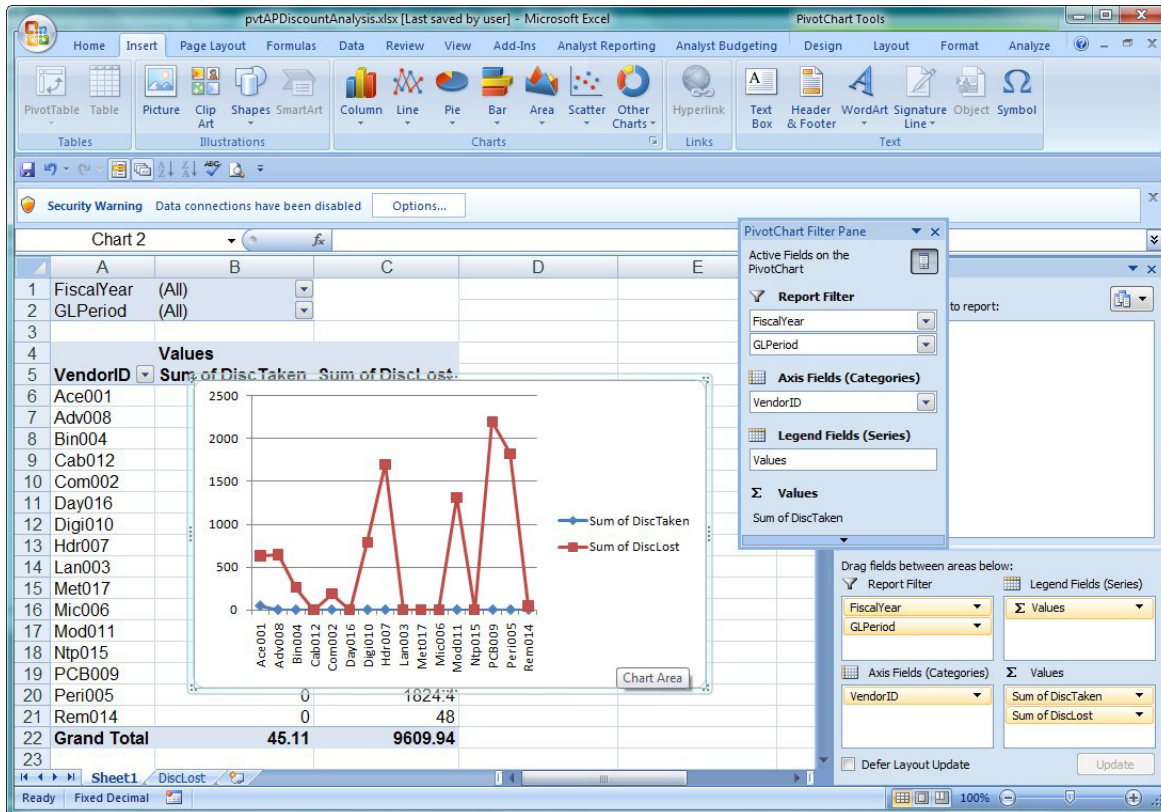 pvtAPDiscountAnalysis.xlsx [Last saved by user] - Microsoft Excel
PivotChart Tools
Home Insert Page Layout Formulas Data Review View Add-Ins Analyst Reporting Analyst Budgeting Design Layout Format Analyze
PivotTable Table Picture Clip Art Shapes SmartArt Column Line Pie Bar Area Scatter Other Charts Hyperlink Text Box Header & Footer WordArt Signature Line Object Symbol
Tables Illustrations Charts Links Text
Security Warning Data connections have been disabled Options...
Chart 2 fx
A B C D E
1 FiscalYear (All)
2 GLPeriod (All)
3
4 Values
5 VendorID Sum of DiscTaken Sum of DiscLost
6 Ace001
7 Adv008
8 Bin004
9 Cab012
10 Com002
11 Day016
12 Digi010
13 Hdr007
14 Lan003
15 Met017
16 Mic006
17 Mod011
18 Ntp015
19 PCB009
20 Peri005 0 1824.4
21 Rem014 0 48
22 Grand Total 45.11 9609.94
23
2500
2000
1500
1000
500
0
Ace001
Adv008
Bin004
Cab012
Com002
Day016
Digi010
Hdr007
Lan003
Met017
Mic006
Mod011
Ntp015
PCB009
Peri005
Rem014
Sum of DiscTaken
Sum of DiscLost
Chart Area
PivotChart Filter Pane
Active Fields on the
PivotChart
Report Filter
FiscalYear
GLPeriod
Axis Fields (Categories)
VendorID
Legend Fields (Series)
Values
Σ Values
Sum of DiscTaken
to report:
Drag fields between areas below:
Report Filter
Legend Fields (Series)
FiscalYear
Σ Values
GLPeriod
Axis Fields (Categories)
Σ Values
VendorID
Sum of DiscTaken
Sum of DiscLost
Defer Layout Update
Update
Sheet1 DiscLost
Ready Fixed Decimal
100%